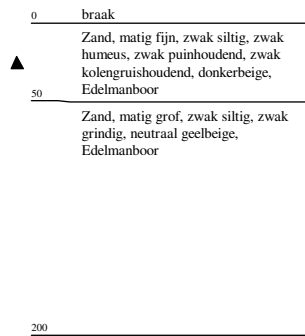 0 braak
Zand, matig fijn, zwak siltig, zwak
humeus, zwak puinhoudend, zwak
kolengruishoudend, donkerbeige,
Edelmanboor
50
Zand, matig grof, zwak siltig, zwak
grindig, neutraal geelbeige,
Edelmanboor
200